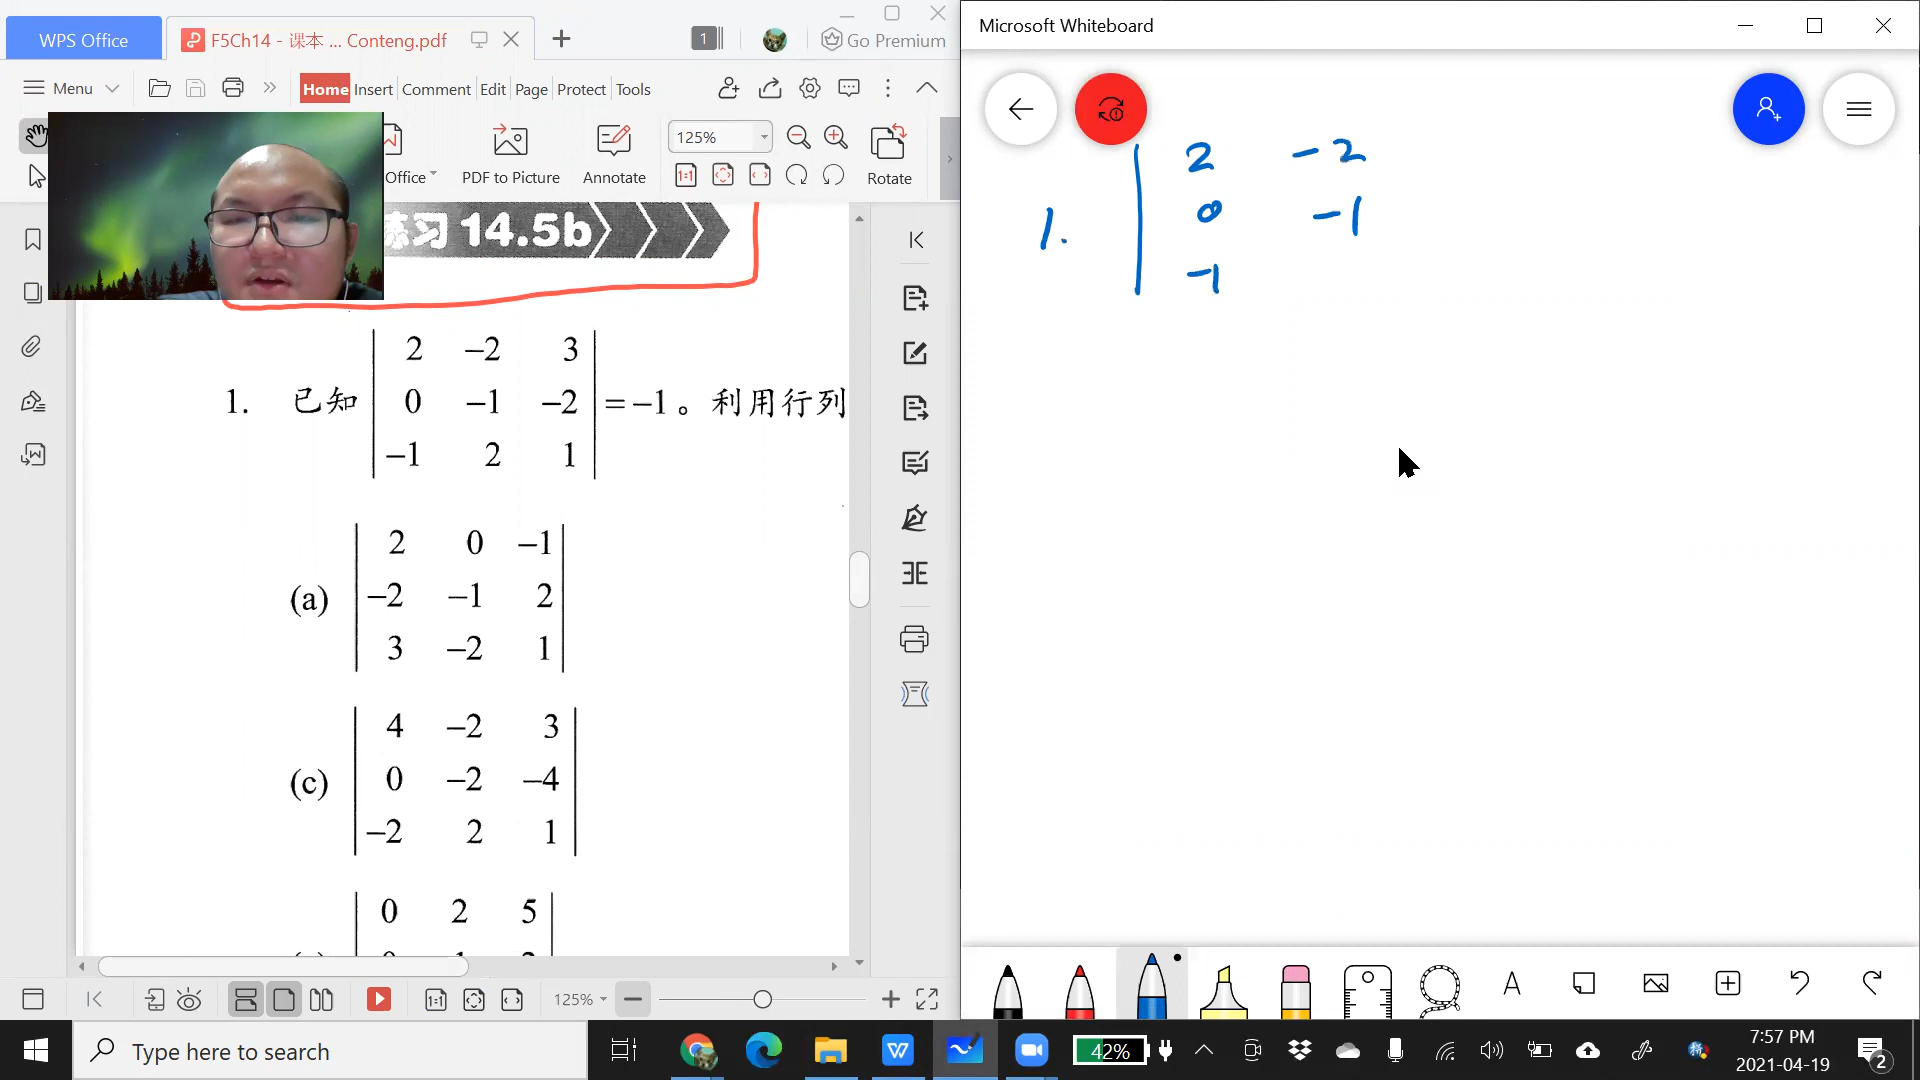 WPS Office
F5Ch14 - 课本 ... Conteng.pdf
1
Go Premium
Menu
Home Insert Comment Edit Page Protect Tools
125%
Office
PDF to Picture
Annotate
Rotate
练习 14.5b
1. 已知
2 −2 3
0 −1 −2
−1 2 1
= −1。利用行列
(a)
2 0 −1
−2 −1 2
3 −2 1
(c)
4 −2 3
0 −2 −4
−2 2 1
0 2 5
125%
Microsoft Whiteboard
1.
2 −2
0 −1
−1
Type here to search
42%
7:57 PM
2021-04-19
2